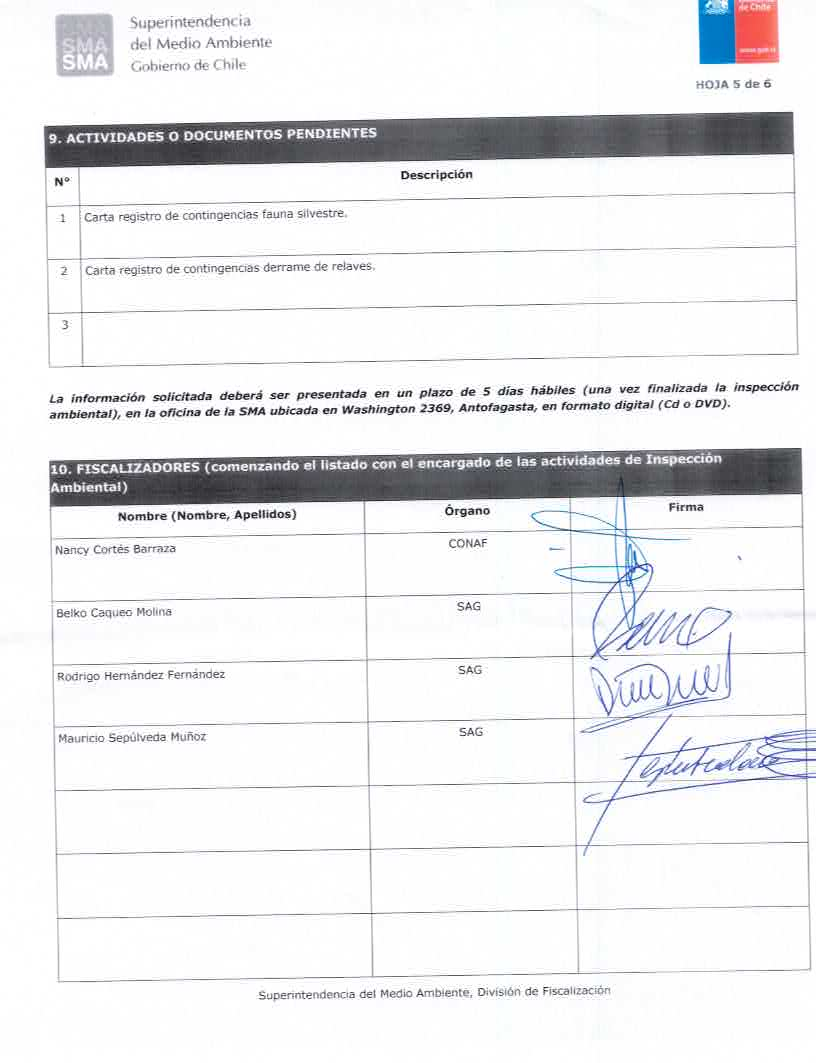 SMA
SMA
SMA
Superintendencia
del Medio Ambiente
Gobierno de Chile
de Chile
HOJA 5 de 6
9. ACTIVIDADES O DOCUMENTOS PENDIENTES
N° Descripción
1 Carta registro de contingencias fauna silvestre.
2 Carta registro de contingencias derrame de relaves.
3
La información solicitada deberá ser presentada en un plazo de 5 días hábiles (una vez finalizada la inspección
ambiental), en la oficina de la SMA ubicada en Washington 2369, Antofagasta, en formato digital (Cd o DVD).
10. FISCALIZADORES (comenzando el listado con el encargado de las actividades de Inspección
Ambiental)
Nombre (Nombre, Apellidos) Órgano Firma
Nancy Cortés Barraza CONAF
Belko Caqueo Molina SAG
Rodrigo Hernández Fernández SAG
Mauricio Sepúlveda Muñoz SAG
Superintendencia del Medio Ambiente, División de Fiscalización